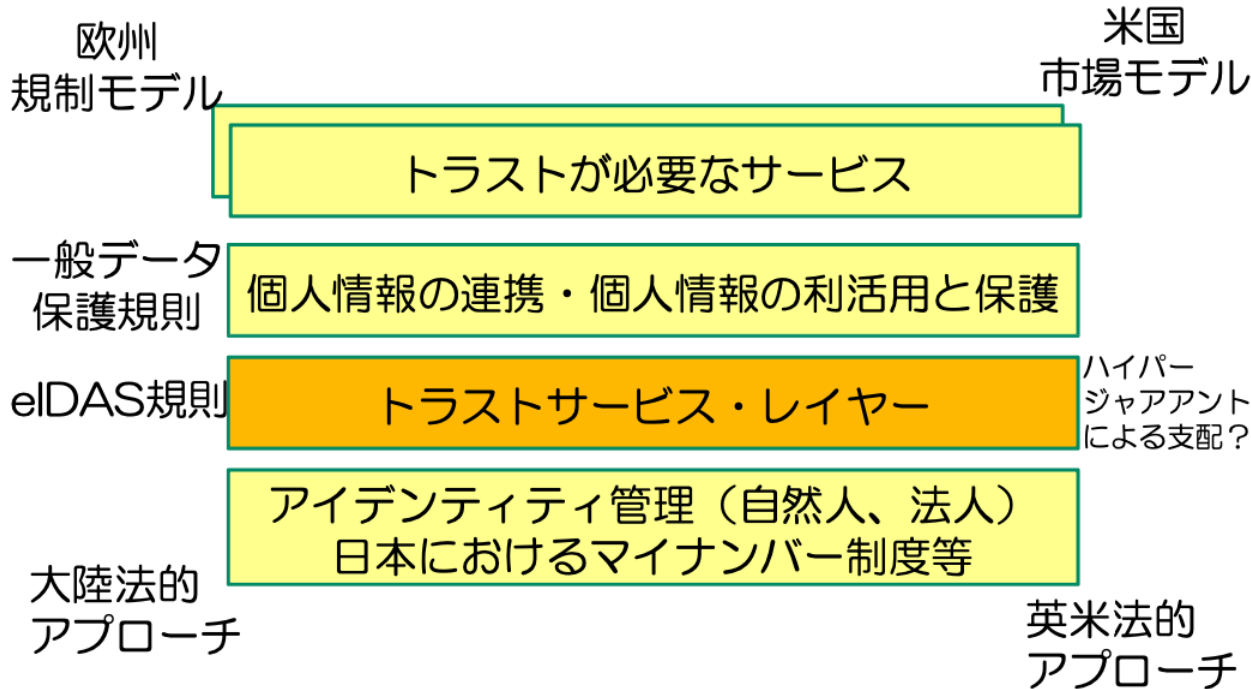 欧州
規制モデル
米国
市場モデル
トラストが必要なサービス
一般データ
保護規則
個人情報の連携・個人情報の利活用と保護
eIDAS規則
トラストサービス・レイヤー
ハイパー
ジャアアント
による支配？
アイデンティティ管理（自然人、法人）
日本におけるマイナンバー制度等
大陸法的
アプローチ
英米法的
アプローチ